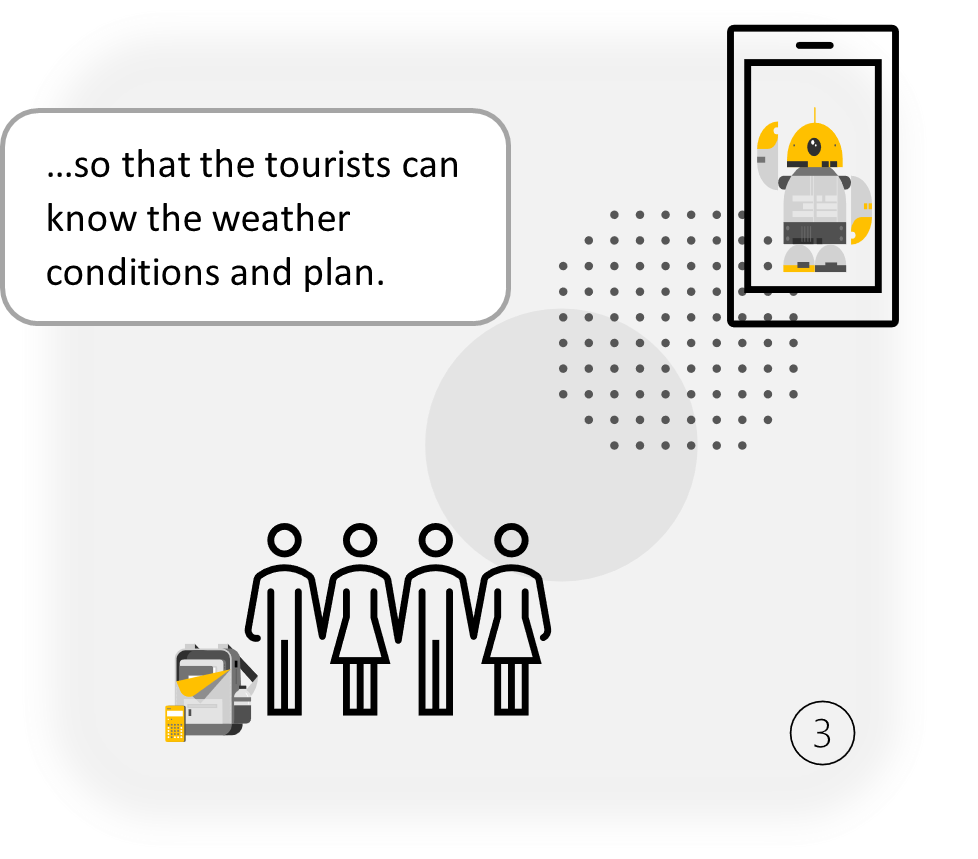 ...so that the tourists can
know the weather
conditions and plan.
3